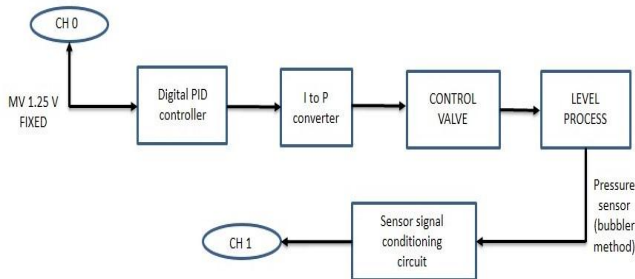 CH 0
MV 1.25 V
FIXED
Digital PID
controller
I to P
converter
CONTROL
VALVE
LEVEL
PROCESS
Pressure
sensor
(bubbler
method)
Sensor signal
conditioning
circuit
CH 1